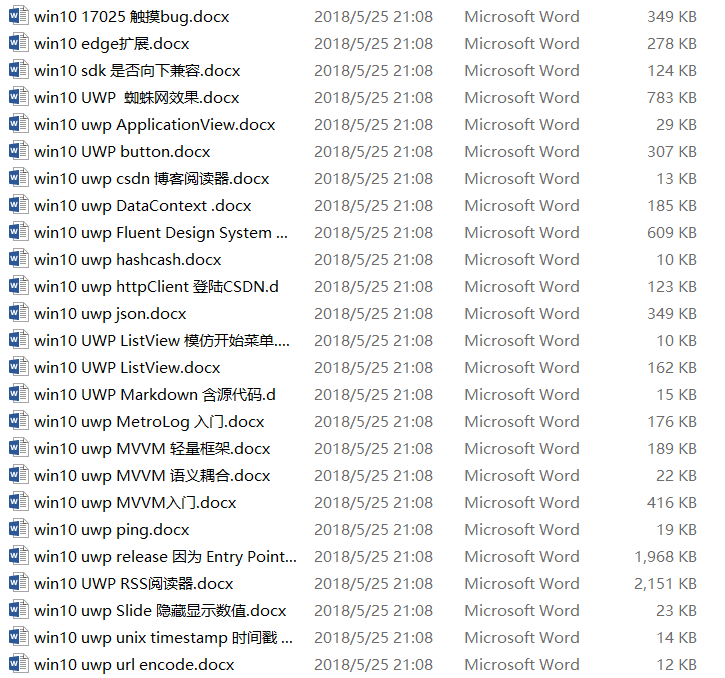 win10 17025 触摸bug.docx 2018/5/25 21:08 Microsoft Word 349 KB
win10 edge扩展.docx 2018/5/25 21:08 Microsoft Word 278 KB
win10 sdk 是否向下兼容.docx 2018/5/25 21:08 Microsoft Word 124 KB
win10 UWP  蜘蛛网效果.docx 2018/5/25 21:08 Microsoft Word 783 KB
win10 uwp ApplicationView.docx 2018/5/25 21:08 Microsoft Word 29 KB
win10 UWP button.docx 2018/5/25 21:08 Microsoft Word 307 KB
win10 uwp csdn 博客阅读器.docx 2018/5/25 21:08 Microsoft Word 13 KB
win10 uwp DataContext .docx 2018/5/25 21:08 Microsoft Word 185 KB
win10 uwp Fluent Design System ... 2018/5/25 21:08 Microsoft Word 609 KB
win10 uwp hashcash.docx 2018/5/25 21:08 Microsoft Word 10 KB
win10 uwp httpClient 登陆CSDN.d 2018/5/25 21:08 Microsoft Word 123 KB
win10 uwp json.docx 2018/5/25 21:08 Microsoft Word 349 KB
win10 UWP ListView 模仿开始菜单.... 2018/5/25 21:08 Microsoft Word 10 KB
win10 UWP ListView.docx 2018/5/25 21:08 Microsoft Word 162 KB
win10 UWP Markdown 含源代码.d 2018/5/25 21:08 Microsoft Word 15 KB
win10 uwp MetroLog 入门.docx 2018/5/25 21:08 Microsoft Word 176 KB
win10 uwp MVVM 轻量框架.docx 2018/5/25 21:08 Microsoft Word 189 KB
win10 uwp MVVM 语义耦合.docx 2018/5/25 21:08 Microsoft Word 22 KB
win10 uwp MVVM入门.docx 2018/5/25 21:08 Microsoft Word 416 KB
win10 uwp ping.docx 2018/5/25 21:08 Microsoft Word 19 KB
win10 uwp release 因为 Entry Point... 2018/5/25 21:08 Microsoft Word 1,968 KB
win10 UWP RSS阅读器.docx 2018/5/25 21:08 Microsoft Word 2,151 KB
win10 uwp Slide 隐藏显示数值.docx 2018/5/25 21:08 Microsoft Word 23 KB
win10 uwp unix timestamp 时间戳 ... 2018/5/25 21:08 Microsoft Word 14 KB
win10 uwp url encode.docx 2018/5/25 21:08 Microsoft Word 12 KB